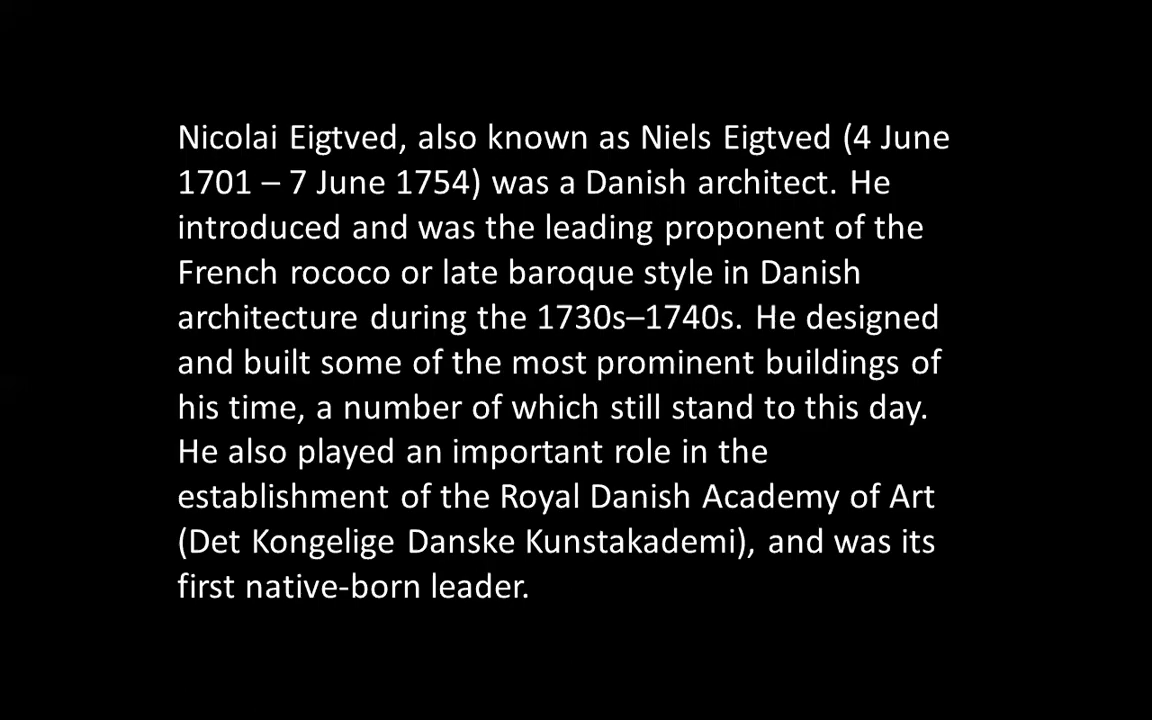 Nicolai Eigtved, also known as Niels Eigtved (4 June
1701 – 7 June 1754) was a Danish architect. He
introduced and was the leading proponent of the
French rococo or late baroque style in Danish
architecture during the 1730s–1740s. He designed
and built some of the most prominent buildings of
his time, a number of which still stand to this day.
He also played an important role in the
establishment of the Royal Danish Academy of Art
(Det Kongelige Danske Kunstakademi), and was its
first native-born leader.